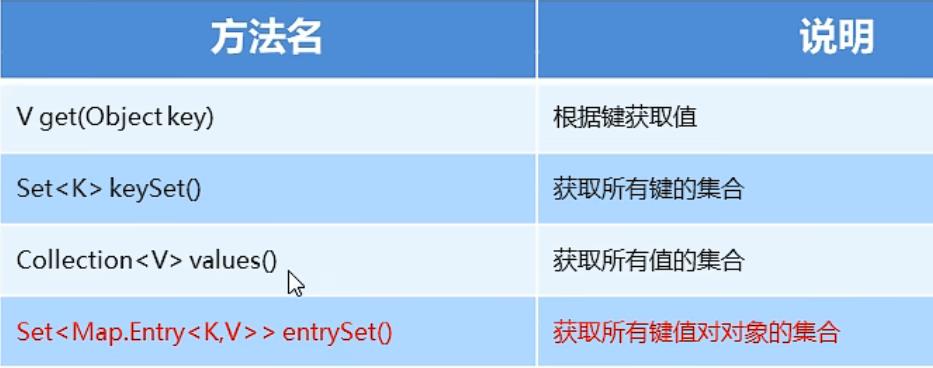 方法名 说明
V get(Object key) 根据键获取值
Set<K> keySet() 获取所有键的集合
Collection<V> values() 获取所有值的集合
Set<Map.Entry<K,V>> entrySet() 获取所有键值对对象的集合